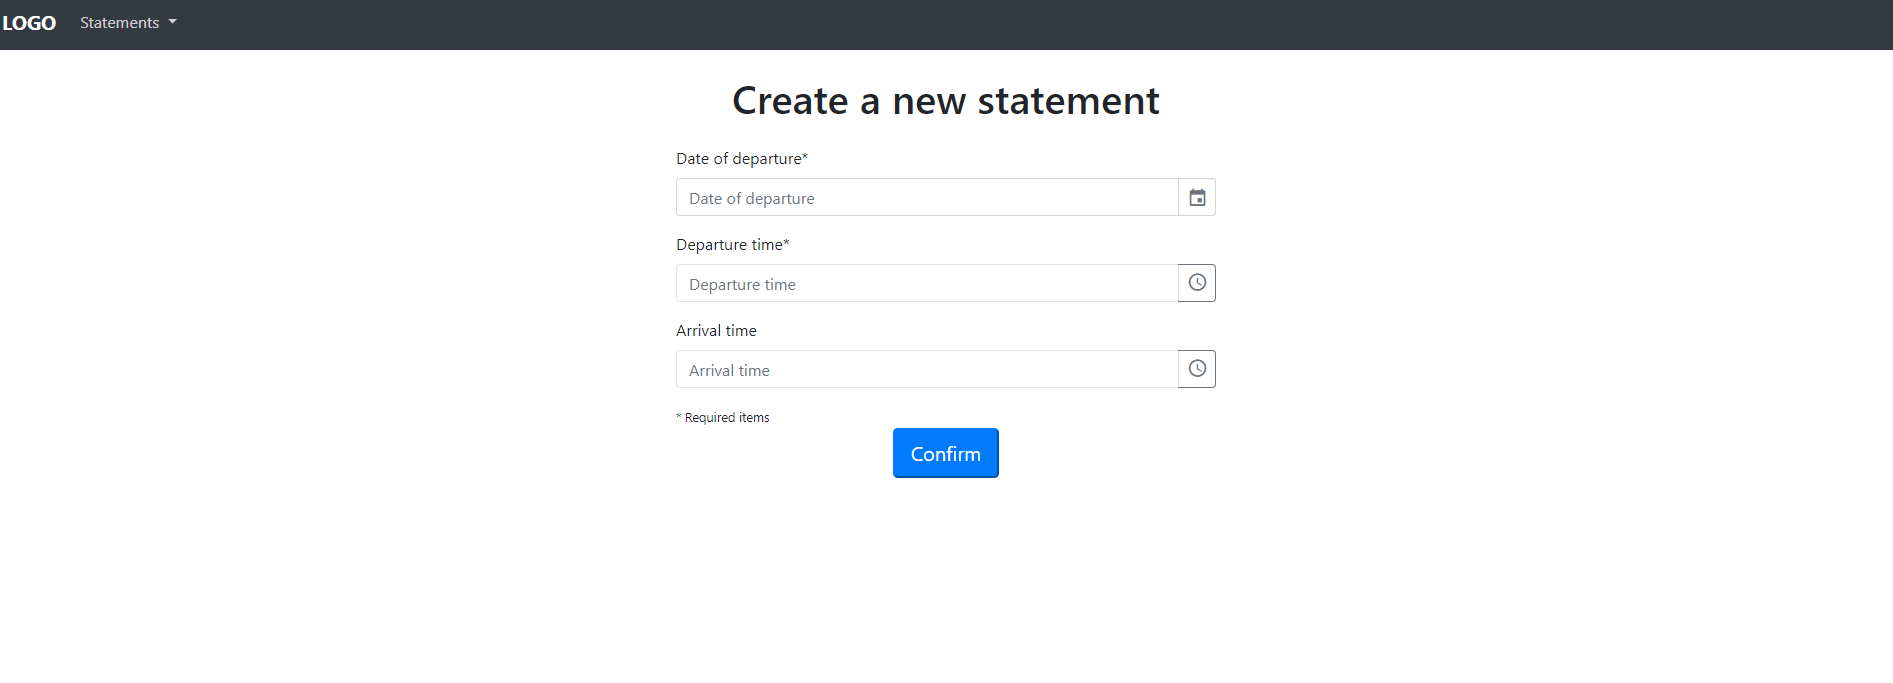 LOGO Statements
Create a new statement
Date of departure*
Date of departure
Departure time*
Departure time
Arrival time
Arrival time
* Required items
Confirm